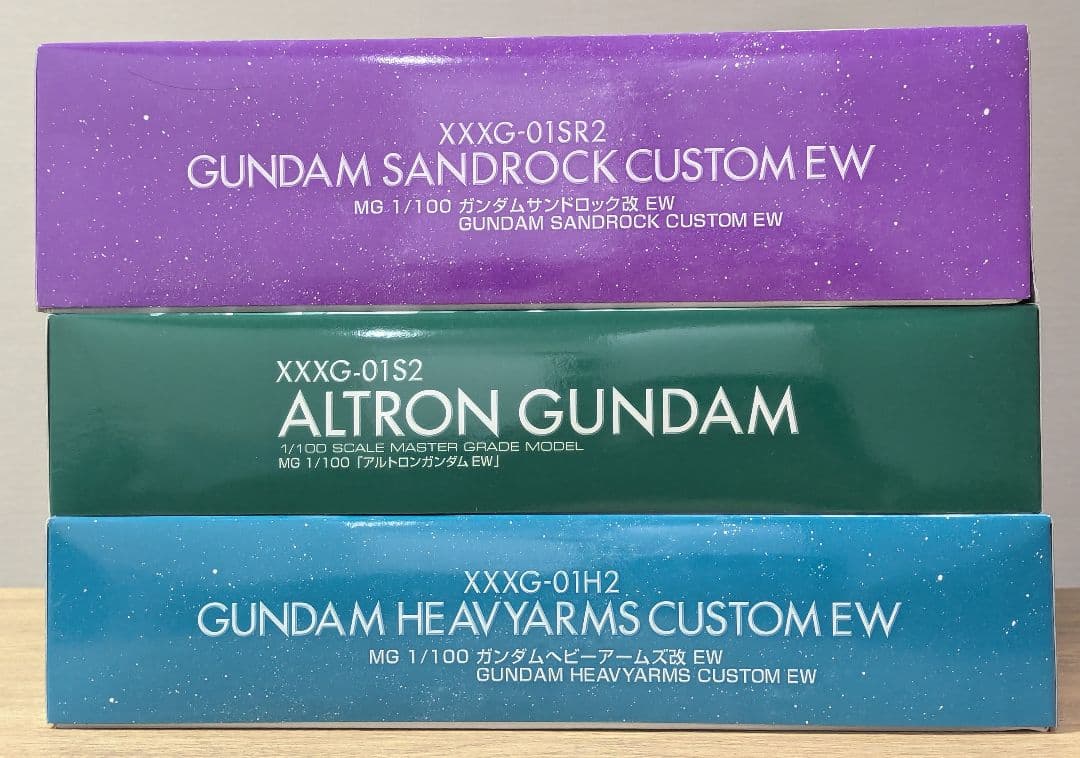 XXXG-01SR2
GUNDAM SANDROCK CUSTOM EW
MG 1/100 ガンダムサンドロック改 EW
GUNDAM SANDROCK CUSTOM EW
XXXG-01S2
ALTRON GUNDAM
1/100 SCALE MASTER GRADE MODEL
MG 1/100「アルトロンガンダム EW」
XXXG-01H2
GUNDAM HEAVYARMS CUSTOM EW
MG 1/100 ガンダムヘビーアームズ改 EW
GUNDAM HEAVYARMS CUSTOM EW